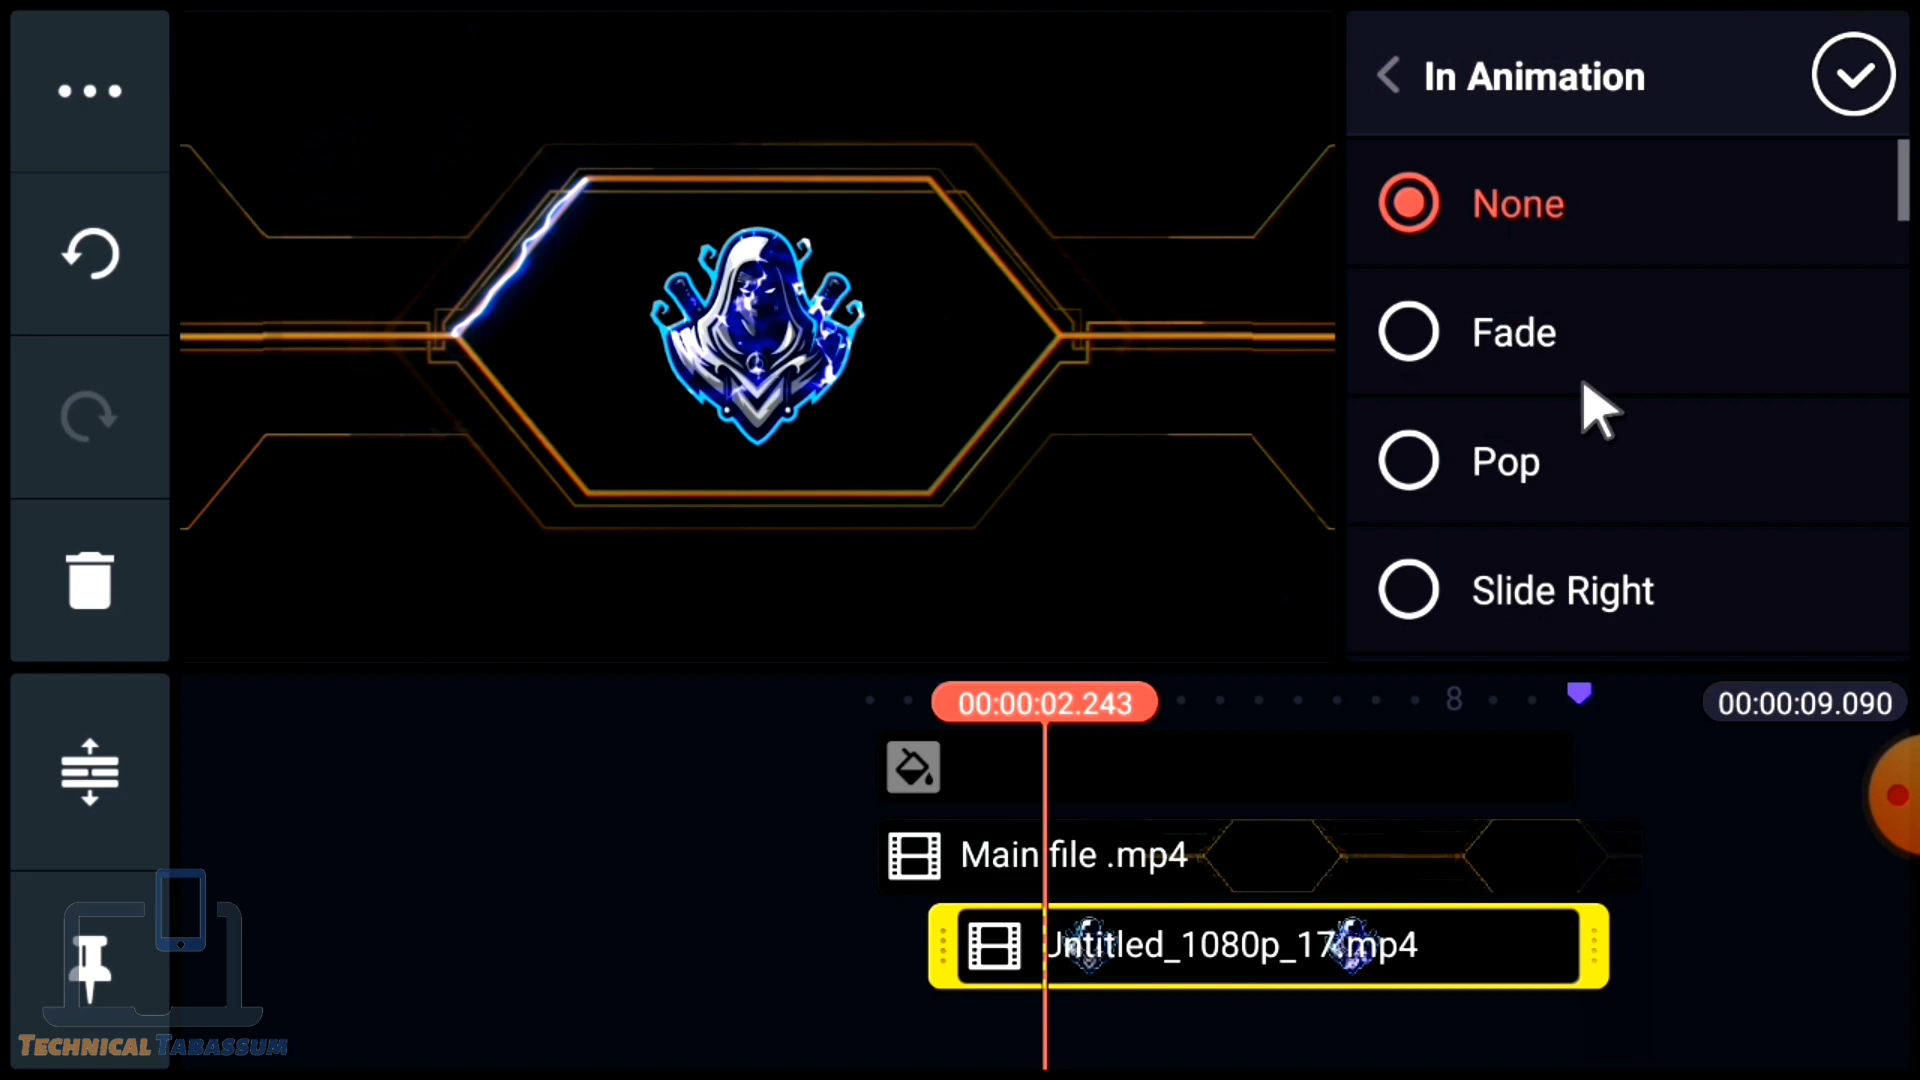 In Animation
None
Fade
Pop
Slide Right
00:00:02.243
8
00:00:09.090
Main file .mp4
Untitled_1080p_17.mp4
TECHNICAL TABASSUM